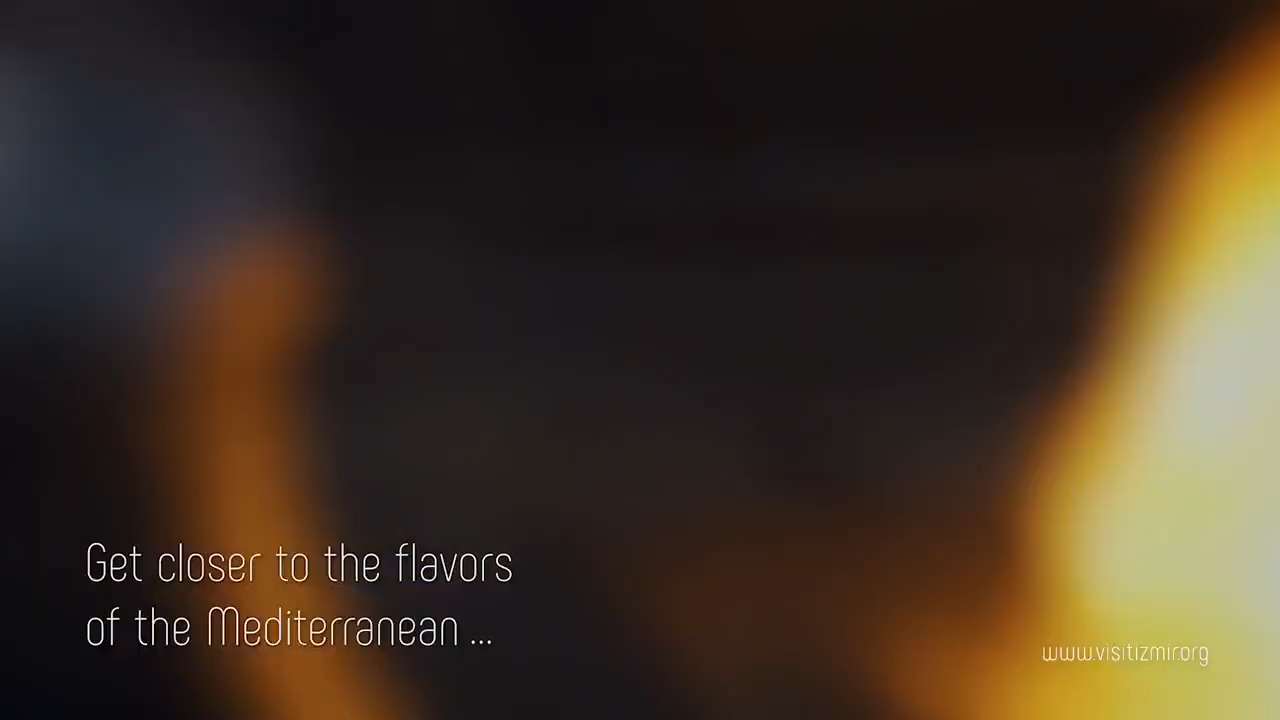 Get closer to the flavors
of the Mediterranean ...
www.visitizmir.org